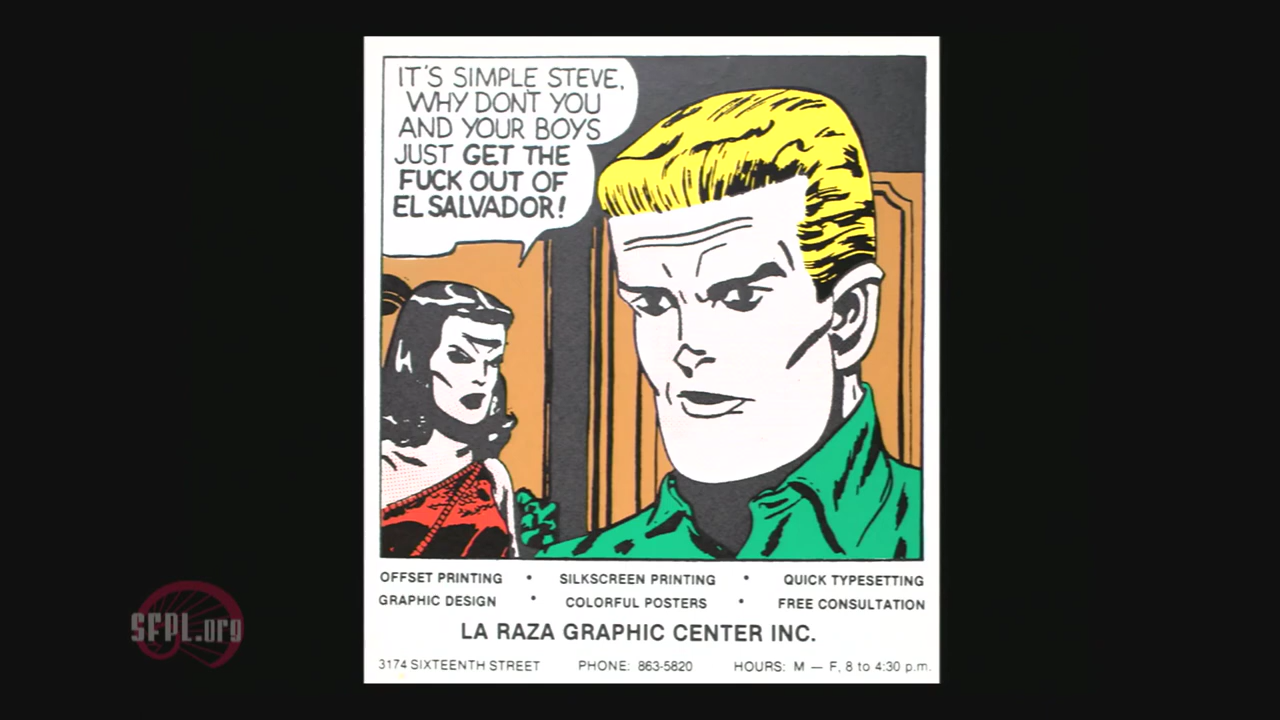 IT'S SIMPLE STEVE,
WHY DON'T YOU
AND YOUR BOYS
JUST GET THE
FUCK OUT OF
EL SALVADOR!
OFFSET PRINTING • SILKSCREEN PRINTING • QUICK TYPESETTING
GRAPHIC DESIGN • COLORFUL POSTERS • FREE CONSULTATION
LA RAZA GRAPHIC CENTER INC.
3174 SIXTEENTH STREET PHONE: 863-5820 HOURS: M — F, 8 to 4:30 p.m.
SFPL.org